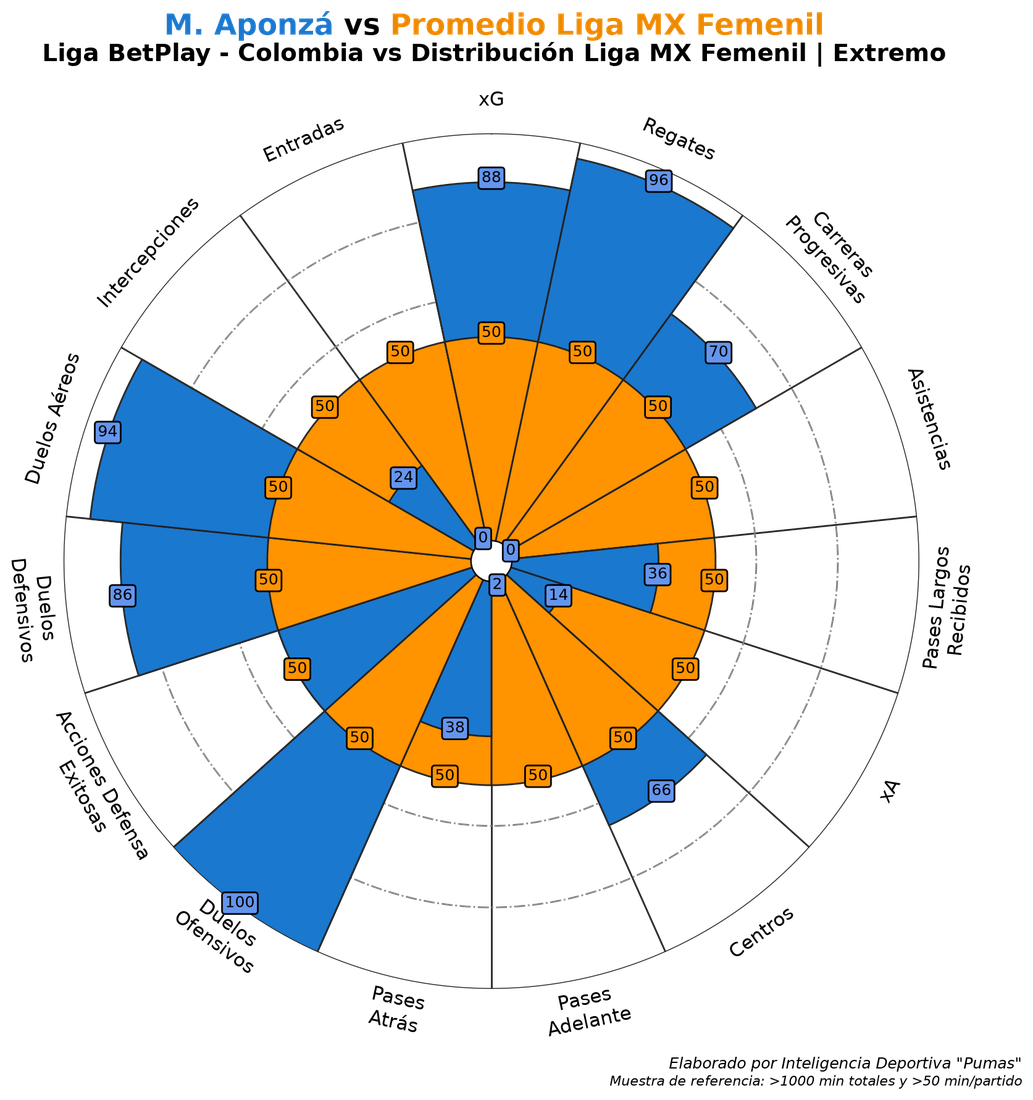 M. Aponzá vs Promedio Liga MX Femenil
Liga BetPlay - Colombia vs Distribución Liga MX Femenil | Extremo
xG
Regates
Carreras
Progresivas
Asistencias
Pases Largos
Recibidos
xA
Centros
Pases
Adelante
Pases
Atrás
Duelos
Ofensivos
Acciones Defensa
Exitosas
Duelos
Defensivos
Duelos Aéreos
Intercepciones
Entradas
88
50
96
50
70
50
0
50
36
50
14
50
66
50
2
50
38
50
100
50
50
86
50
94
50
24
50
0
50
Elaborado por Inteligencia Deportiva "Pumas"
Muestra de referencia: >1000 min totales y >50 min/partido